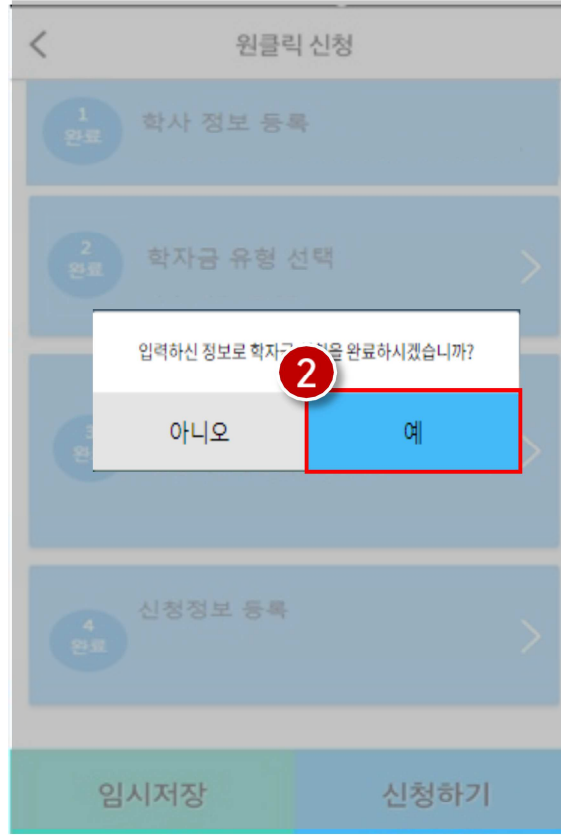 원클릭 신청
1
완료
학사 정보 등록
2
완료
학자금 유형 선택
입력하신 정보로 학자금 완료하시겠습니까?
2
아니오
예
3
신청정보 등록
4
완료
임시저장
신청하기